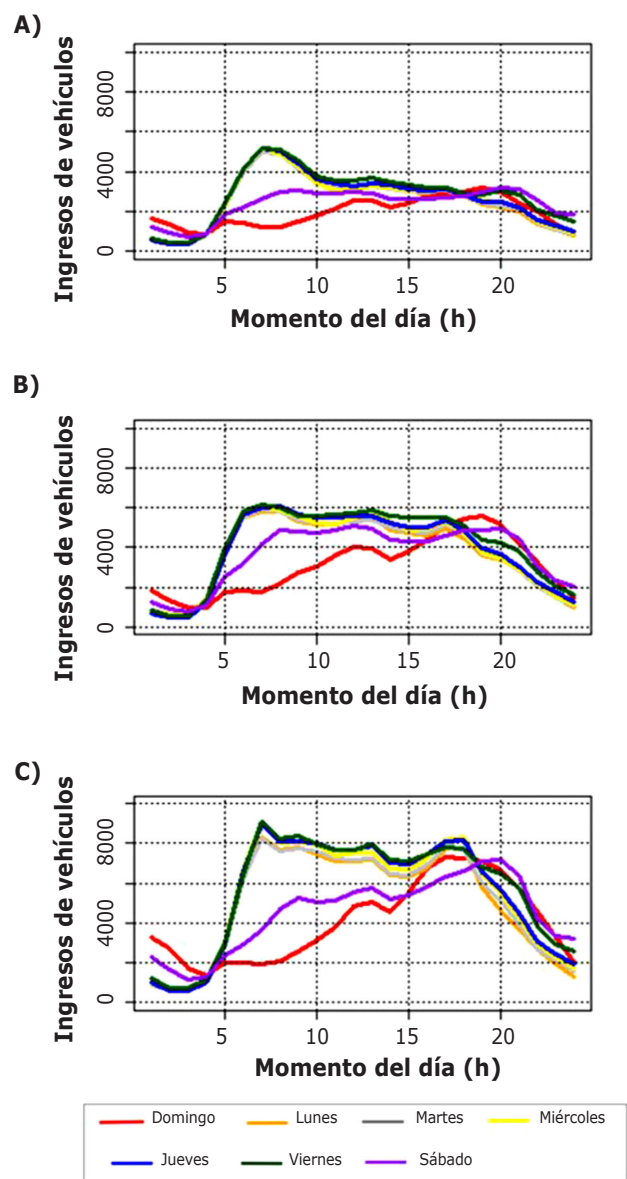 A)
Ingresos de vehículos
8000
4000
0
5 10 15 20
Momento del día (h)
B)
Ingresos de vehículos
8000
4000
0
5 10 15 20
Momento del día (h)
C)
Ingresos de vehículos
8000
4000
0
5 10 15 20
Momento del día (h)
Domingo Lunes Martes Miércoles
Jueves Viernes Sábado